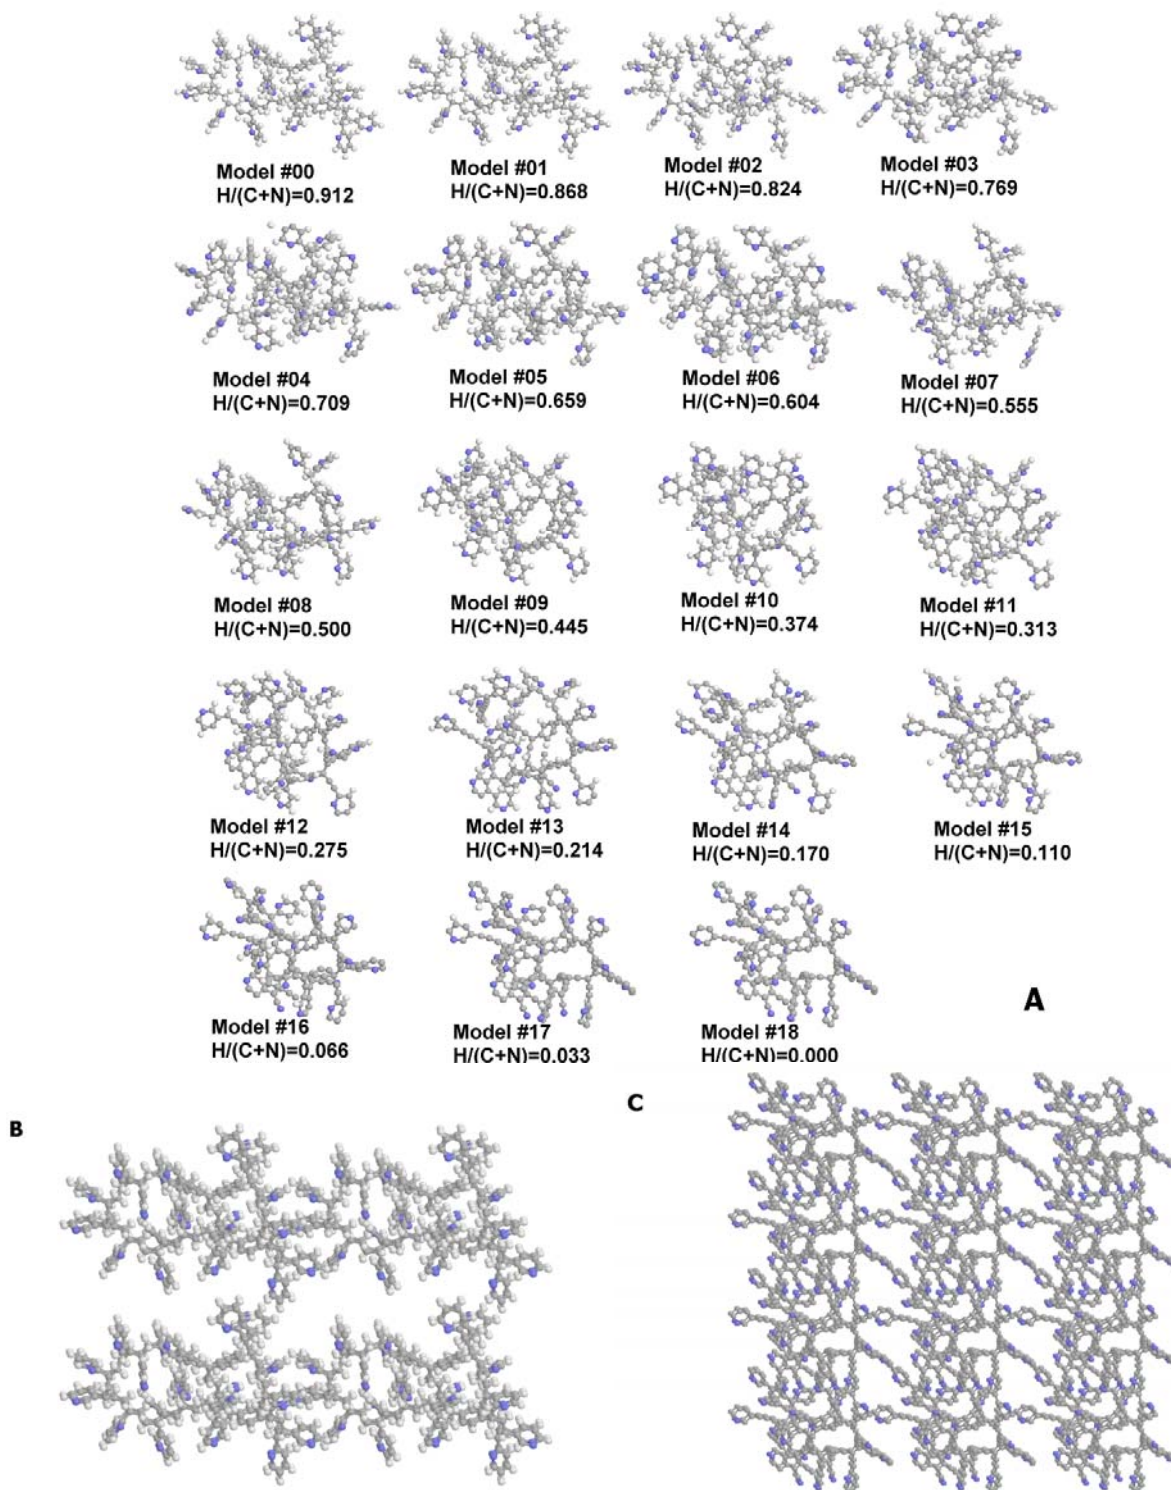 Model #00
H/(C+N)=0.912
Model #01
H/(C+N)=0.868
Model #02
H/(C+N)=0.824
Model #03
H/(C+N)=0.769
Model #04
H/(C+N)=0.709
Model #05
H/(C+N)=0.659
Model #06
H/(C+N)=0.604
Model #07
H/(C+N)=0.555
Model #08
H/(C+N)=0.500
Model #09
H/(C+N)=0.445
Model #10
H/(C+N)=0.374
Model #11
H/(C+N)=0.313
Model #12
H/(C+N)=0.275
Model #13
H/(C+N)=0.214
Model #14
H/(C+N)=0.170
Model #15
H/(C+N)=0.110
Model #16
H/(C+N)=0.066
Model #17
H/(C+N)=0.033
Model #18
H/(C+N)=0.000
A
B
C